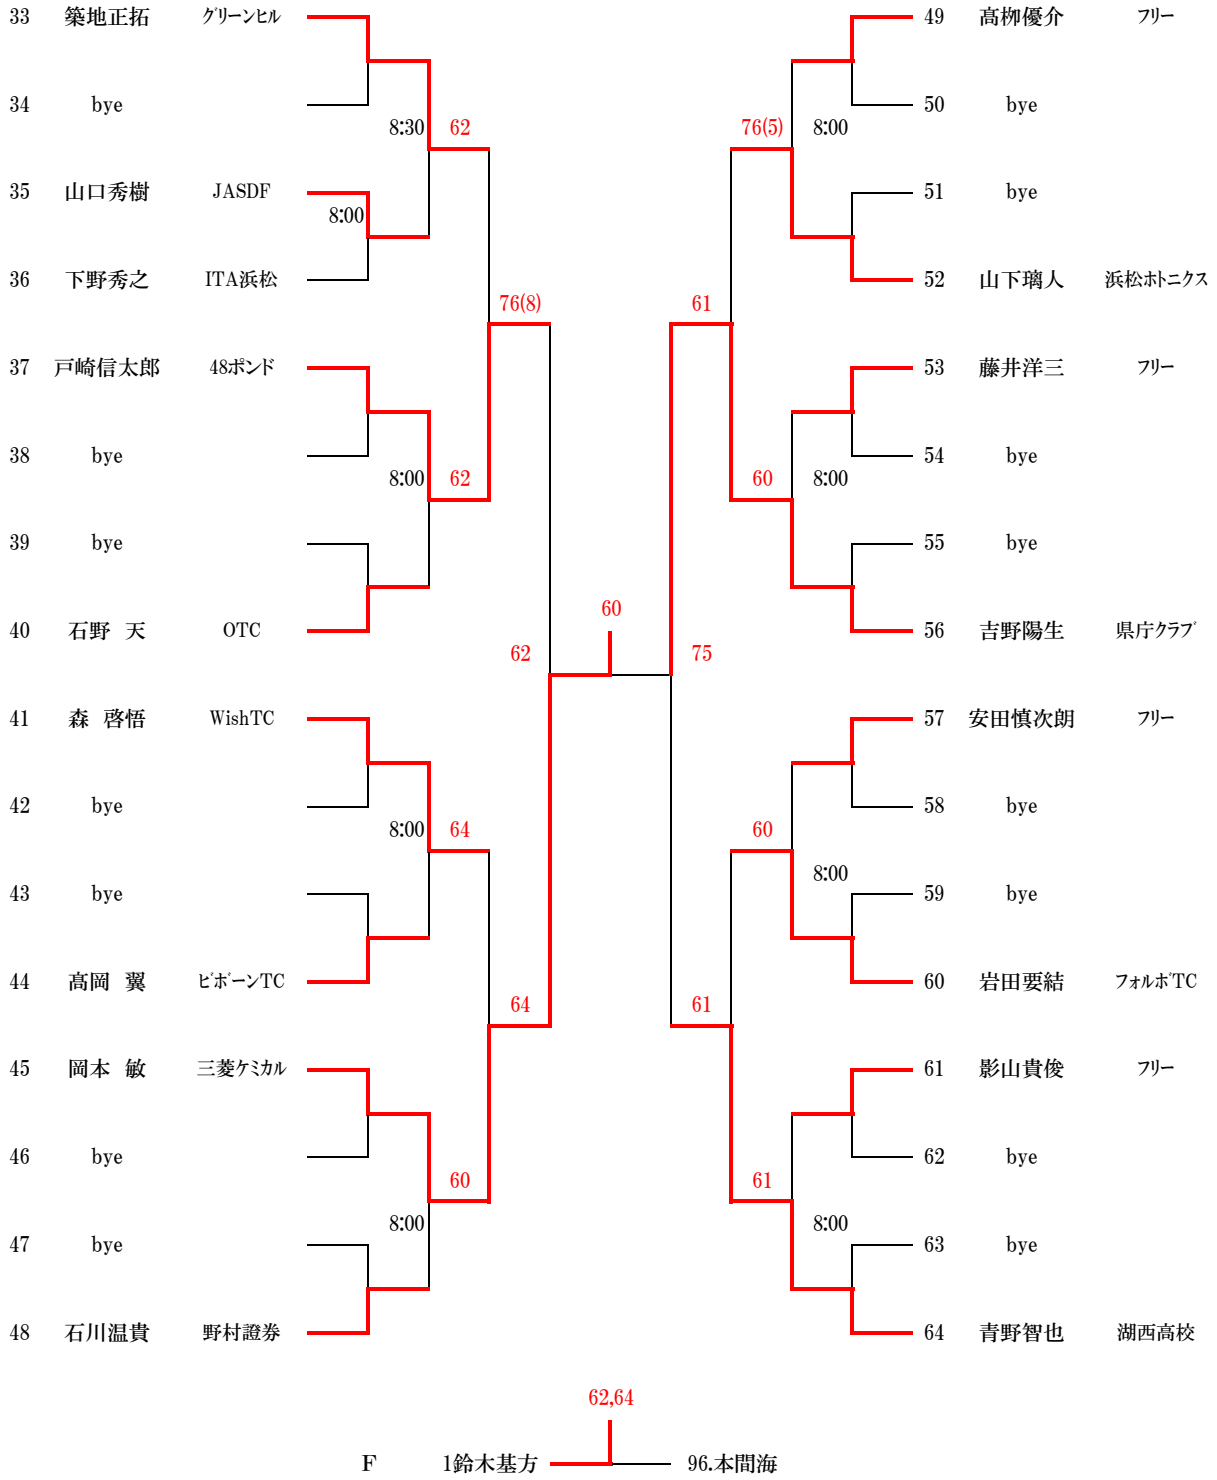 33 築地正拓 グリーンヒル
49 高栁優介 フリー
34 bye
50 bye
8:30 62
76(5) 8:00
35 山口秀樹 JASDF
51 bye
8:00
36 下野秀之 ITA浜松
52 山下璃人 浜松ホトニクス
76(8)
61
37 戸崎信太郎 48ポンド
53 藤井洋三 フリー
38 bye
54 bye
8:00 62
60 8:00
39 bye
55 bye
60
40 石野 天 OTC
56 吉野陽生 県庁クラブ
62
75
41 森 啓悟 WishTC
57 安田慎次朗 フリー
42 bye
58 bye
8:00 64
60
8:00
43 bye
59 bye
44 髙岡 翼 ビボーンTC
60 岩田要結 フォルボTC
64
61
45 岡本 敏 三菱ケミカル
61 影山貴俊 フリー
46 bye
62 bye
60
61
8:00
8:00
47 bye
63 bye
48 石川温貴 野村證券
64 青野智也 湖西高校
62,64
F 1鈴木基方 96.本間海